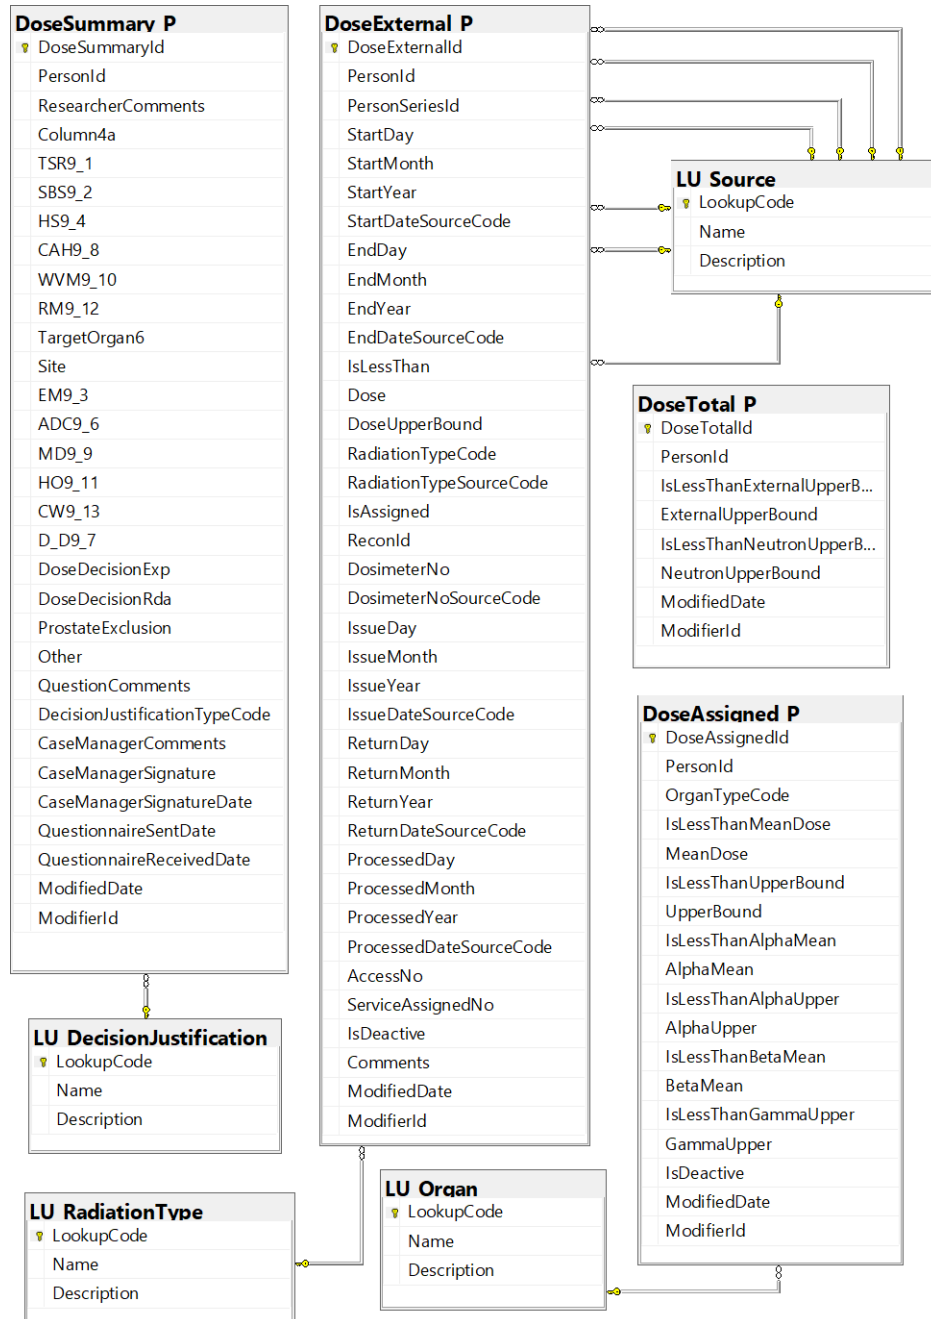 DoseSummary_P
DoseSummaryId
PersonId
ResearcherComments
Column4a
TSR9_1
SBS9_2
HS9_4
CAH9_8
WVM9_10
RM9_12
TargetOrgan6
Site
EM9_3
ADC9_6
MD9_9
HO9_11
CW9_13
D_D9_7
DoseDecisionExp
DoseDecisionRda
ProstateExclusion
Other
QuestionComments
DecisionJustificationTypeCode
CaseManagerComments
CaseManagerSignature
CaseManagerSignatureDate
QuestionnaireSentDate
QuestionnaireReceivedDate
ModifiedDate
ModifierId
LU_DecisionJustification
LookupCode
Name
Description
LU_RadiationType
LookupCode
Name
Description
DoseExternal_P
DoseExternalId
PersonId
PersonSeriesId
StartDay
StartMonth
StartYear
StartDateSourceCode
EndDay
EndMonth
EndYear
EndDateSourceCode
IsLessThan
Dose
DoseUpperBound
RadiationTypeCode
RadiationTypeSourceCode
IsAssigned
ReconId
DosimeterNo
DosimeterNoSourceCode
IssueDay
IssueMonth
IssueYear
IssueDateSourceCode
ReturnDay
ReturnMonth
ReturnYear
ReturnDateSourceCode
ProcessedDay
ProcessedMonth
ProcessedYear
ProcessedDateSourceCode
AccessNo
ServiceAssignedNo
IsDeactive
Comments
ModifiedDate
ModifierId
LU_Organ
LookupCode
Name
Description
LU_Source
LookupCode
Name
Description
DoseTotal_P
DoseTotalId
PersonId
IsLessThanExternalUpperB...
ExternalUpperBound
IsLessThanNeutronUpperB...
NeutronUpperBound
ModifiedDate
ModifierId
DoseAssigned_P
DoseAssignedId
PersonId
OrganTypeCode
IsLessThanMeanDose
MeanDose
IsLessThanUpperBound
UpperBound
IsLessThanAlphaMean
AlphaMean
IsLessThanAlphaUpper
AlphaUpper
IsLessThanBetaMean
BetaMean
IsLessThanGammaUpper
GammaUpper
IsDeactive
ModifiedDate
ModifierId